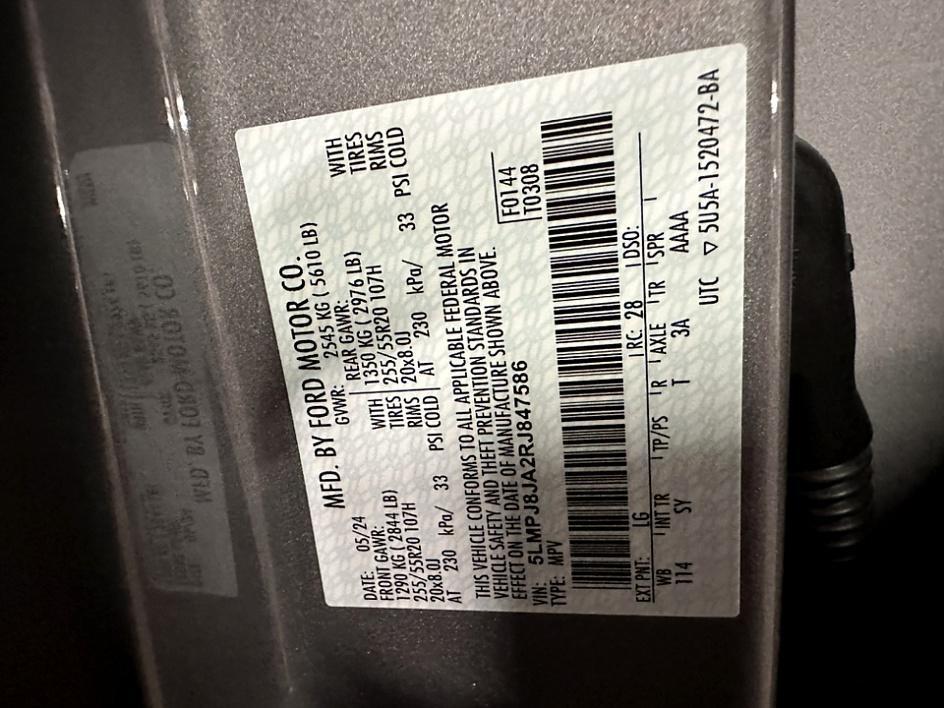 MFD. BY FORD MOTOR CO.
DATE: 05/24 GVWR: 2545 KG ( 5610 LB)
FRONT GAWR: REAR GAWR:
1290 KG ( 2844 LB) WITH 1350 KG ( 2976 LB) WITH
255/55R20 107H TIRES 255/55R20 107H TIRES
20x8.0J RIMS 20x8.0J RIMS
AT 230 kPa/ 33 PSI COLD AT 230 kPa/ 33 PSI COLD
THIS VEHICLE CONFORMS TO ALL APPLICABLE FEDERAL MOTOR
VEHICLE SAFETY AND THEFT PREVENTION STANDARDS IN
EFFECT ON THE DATE OF MANUFACTURE SHOWN ABOVE.
VIN: 5LMPJ8JA2RJ847586 F0144
TYPE: MPV T0308
EXT PNT: LG RC: 28 DSO:
WB INT TR TP/PS R AXLE TR SPR
114 SY T 3A AAAA
UTC ▽ 5U5A-1520472-BA